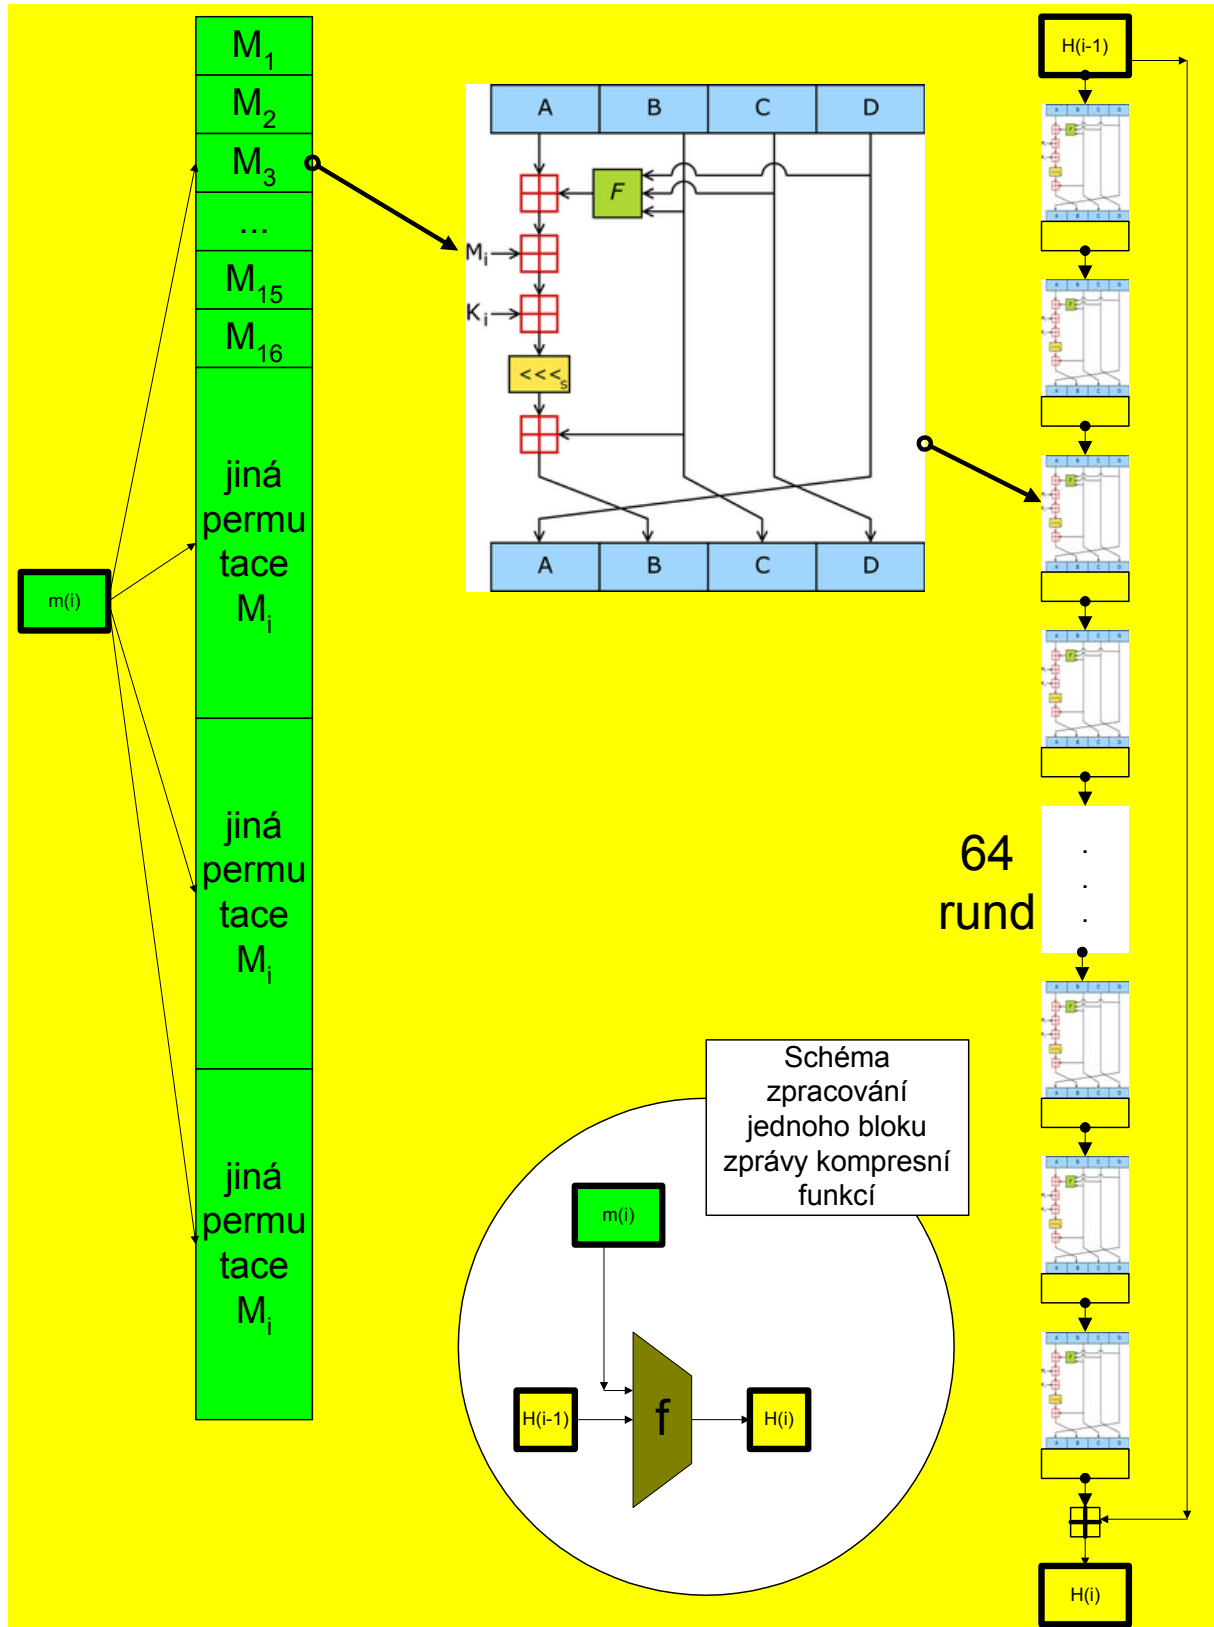 M1
M2
M3
...
M15
M16
jiná
permu
tace
Mi
jiná
permu
tace
Mi
jiná
permu
tace
Mi
m(i)
A B C D
F
Mi
Ki
<<<s
A B C D
H(i-1)
64
rund
.
.
.
H(i)
Schéma
zpracování
jednoho bloku
zprávy kompresní
funkcí
m(i)
H(i-1)
f
H(i)